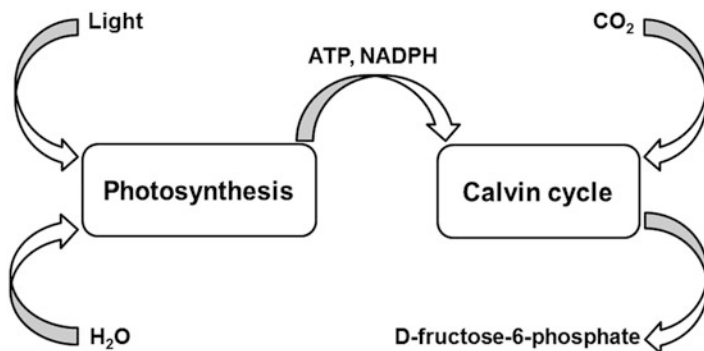 Light
CO₂
ATP, NADPH
Photosynthesis
Calvin cycle
H₂O
D-fructose-6-phosphate